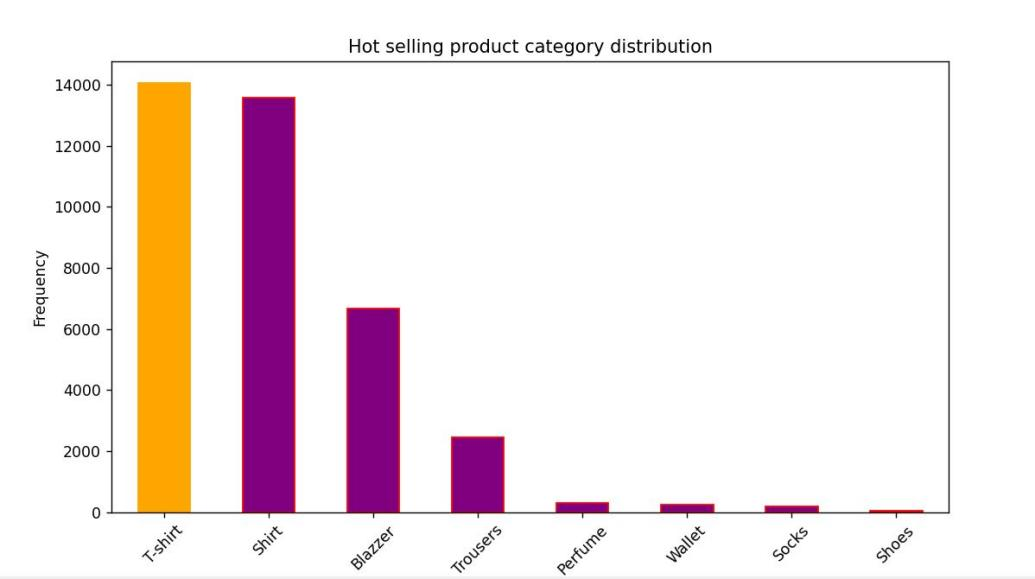 Hot selling product category distribution
Frequency
14000
12000
10000
8000
6000
4000
2000
0
T-shirt
Shirt
Blazzer
Trousers
Perfume
Wallet
Socks
Shoes